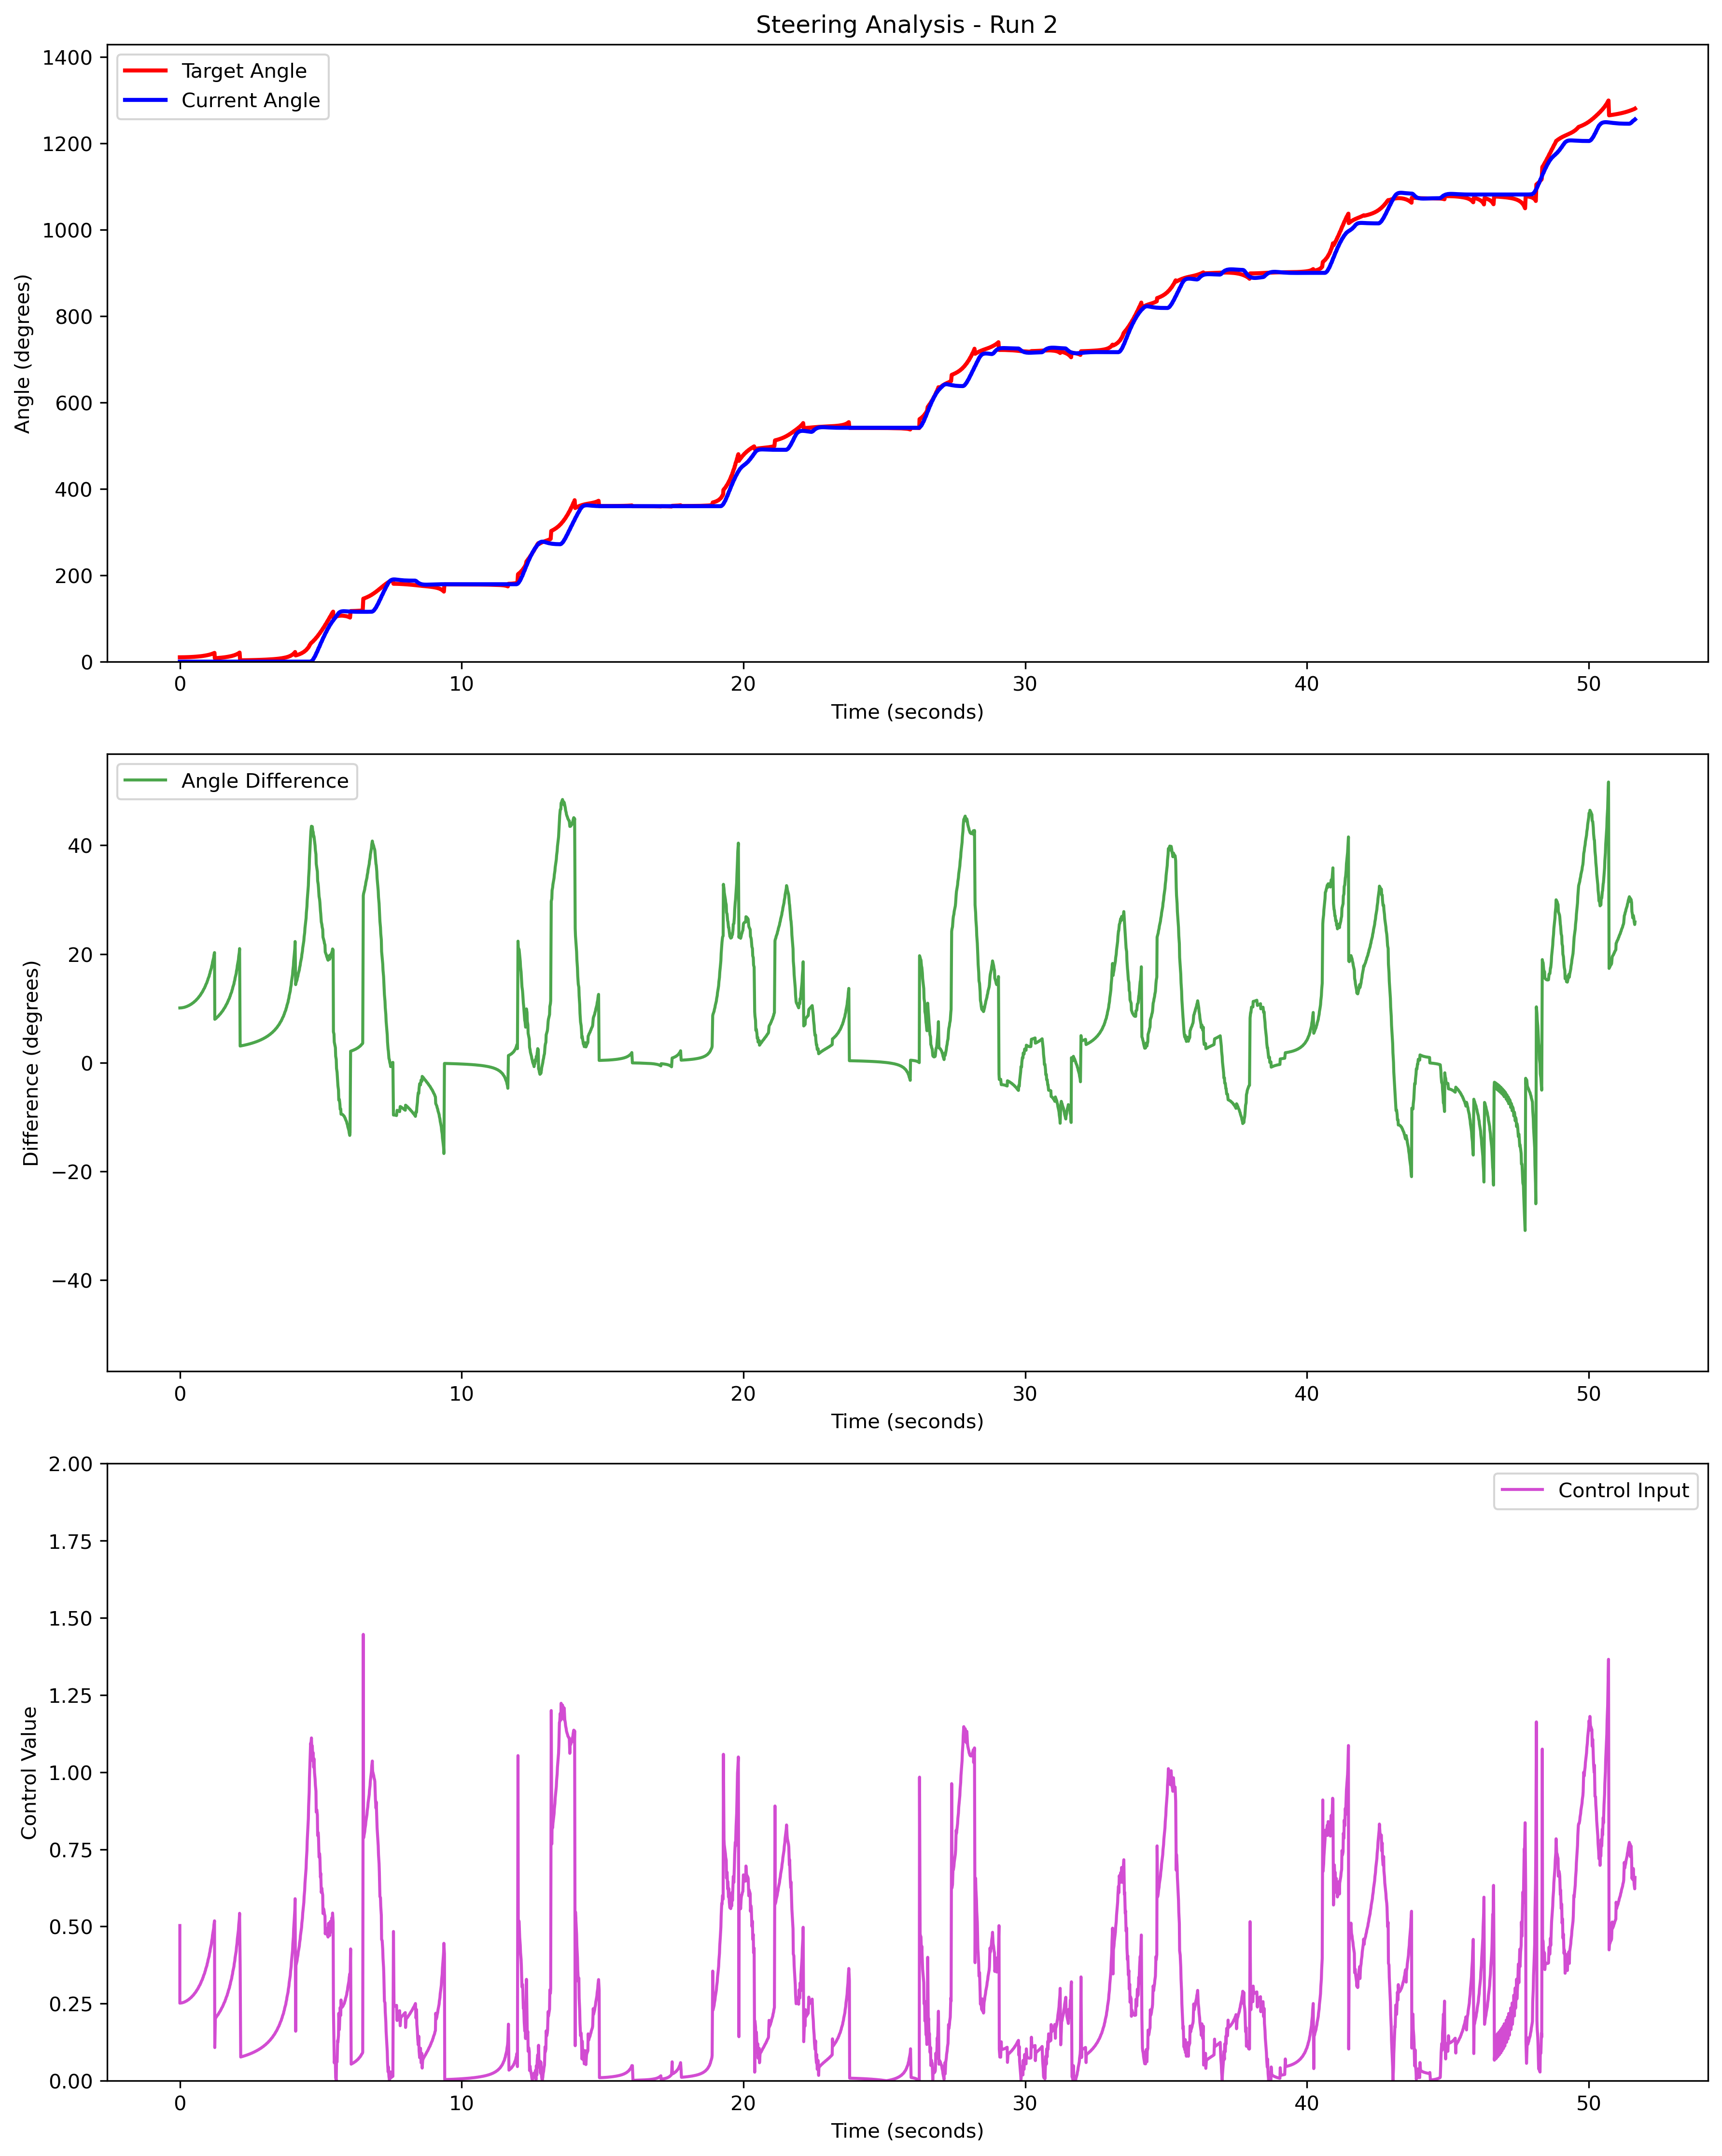 Steering Analysis - Run 2
1400
1200
1000
800
600
400
200
0
Angle (degrees)
Target Angle
Current Angle
0 10 20 30 40 50
Time (seconds)
Angle Difference
40
20
0
−20
−40
Difference (degrees)
0 10 20 30 40 50
Time (seconds)
Control Input
2.00
1.75
1.50
1.25
1.00
0.75
0.50
0.25
0.00
Control Value
0 10 20 30 40 50
Time (seconds)